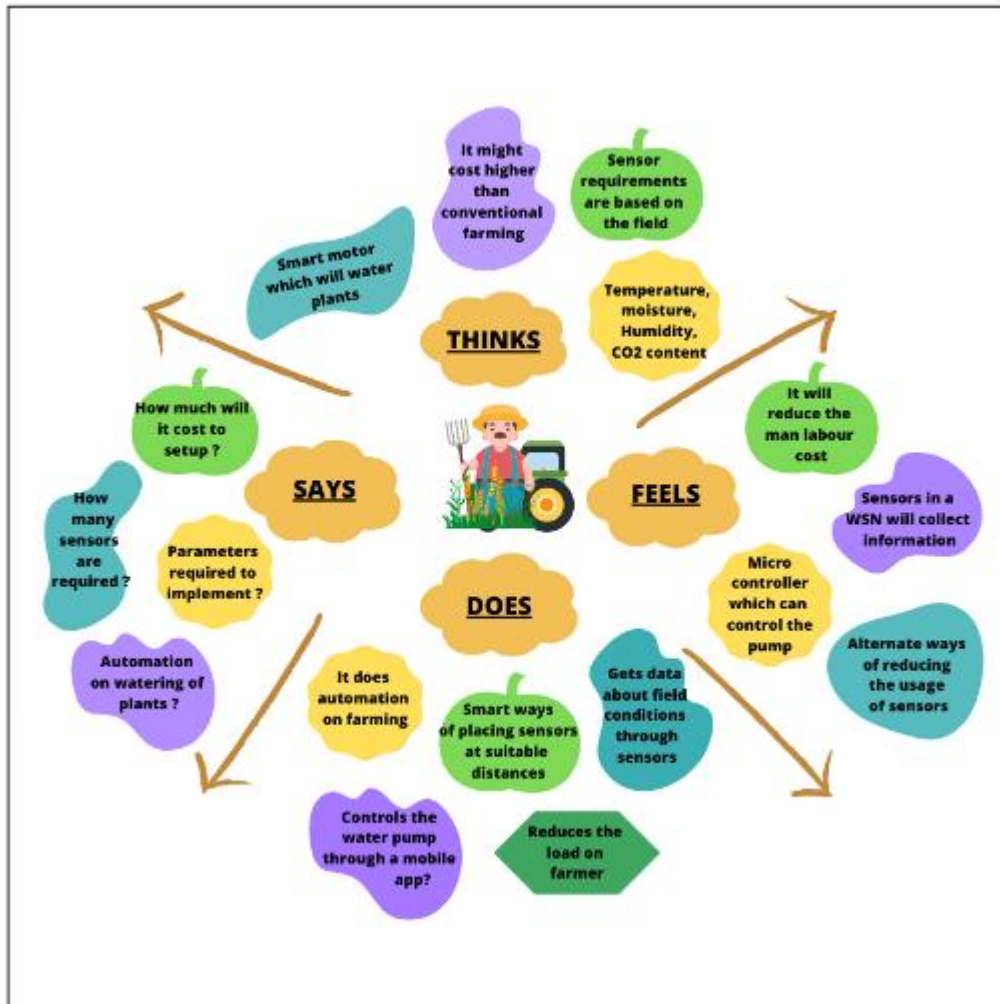 It might
cost higher
than
conventional
farming
Sensor
requirements
are based on
the field
Smart motor
which will water
plants
Temperature,
moisture,
Humidity,
CO2 content
THINKS
How much will
it cost to
setup ?
It will
reduce the
man labour
cost
SAYS
FEELS
How
many
sensors
are
required ?
Sensors in a
WSN will collect
information
Parameters
required to
implement ?
Micro
controller
which can
control the
pump
DOES
Automation
on watering of
plants ?
Alternate ways
of reducing
the usage
of sensors
It does
automation
on farming
Smart ways
of placing sensors
at suitable
distances
Gets data
about field
conditions
through
sensors
Controls the
water pump
through a mobile
app?
Reduces the
load on
farmer